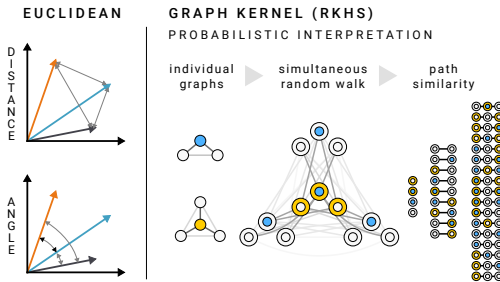 EUCLIDEAN
DISTANCE
ANGLE
GRAPH KERNEL (RKHS)
PROBABILISTIC INTERPRETATION
individual
graphs
simultaneous
random walk
path
similarity